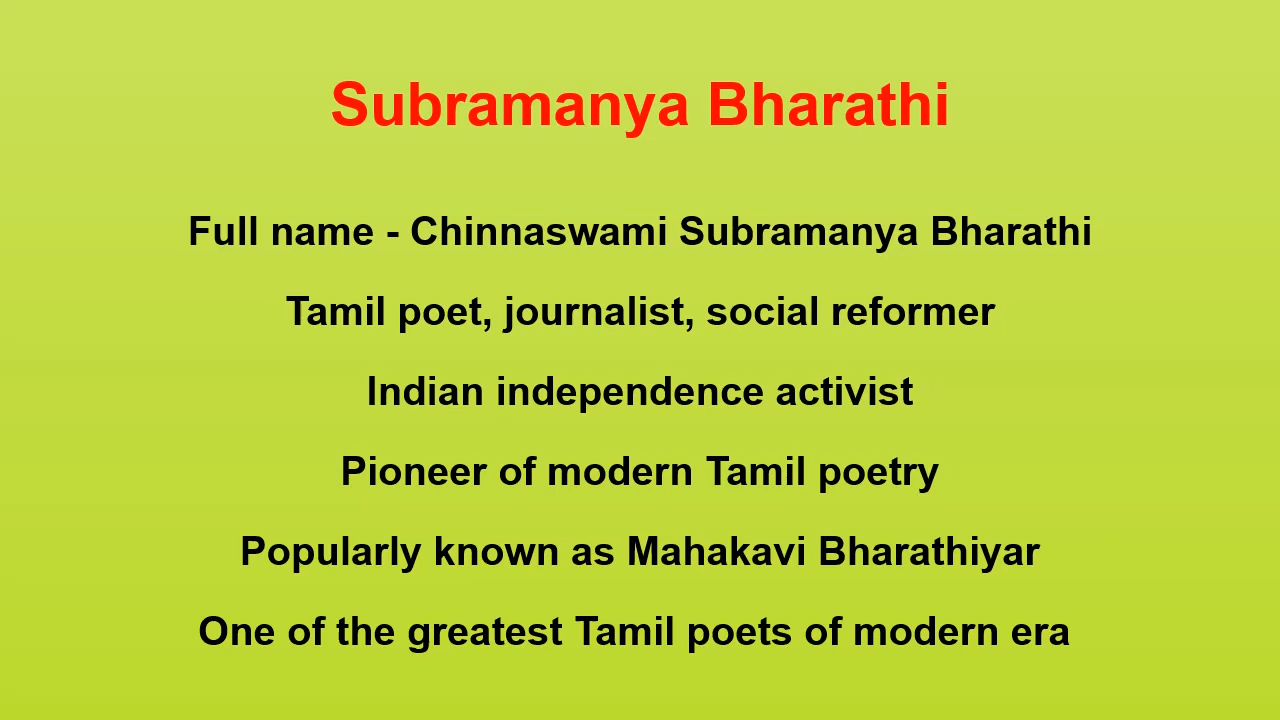 Subramanya Bharathi
Full name - Chinnaswami Subramanya Bharathi
Tamil poet, journalist, social reformer
Indian independence activist
Pioneer of modern Tamil poetry
Popularly known as Mahakavi Bharathiyar
One of the greatest Tamil poets of modern era